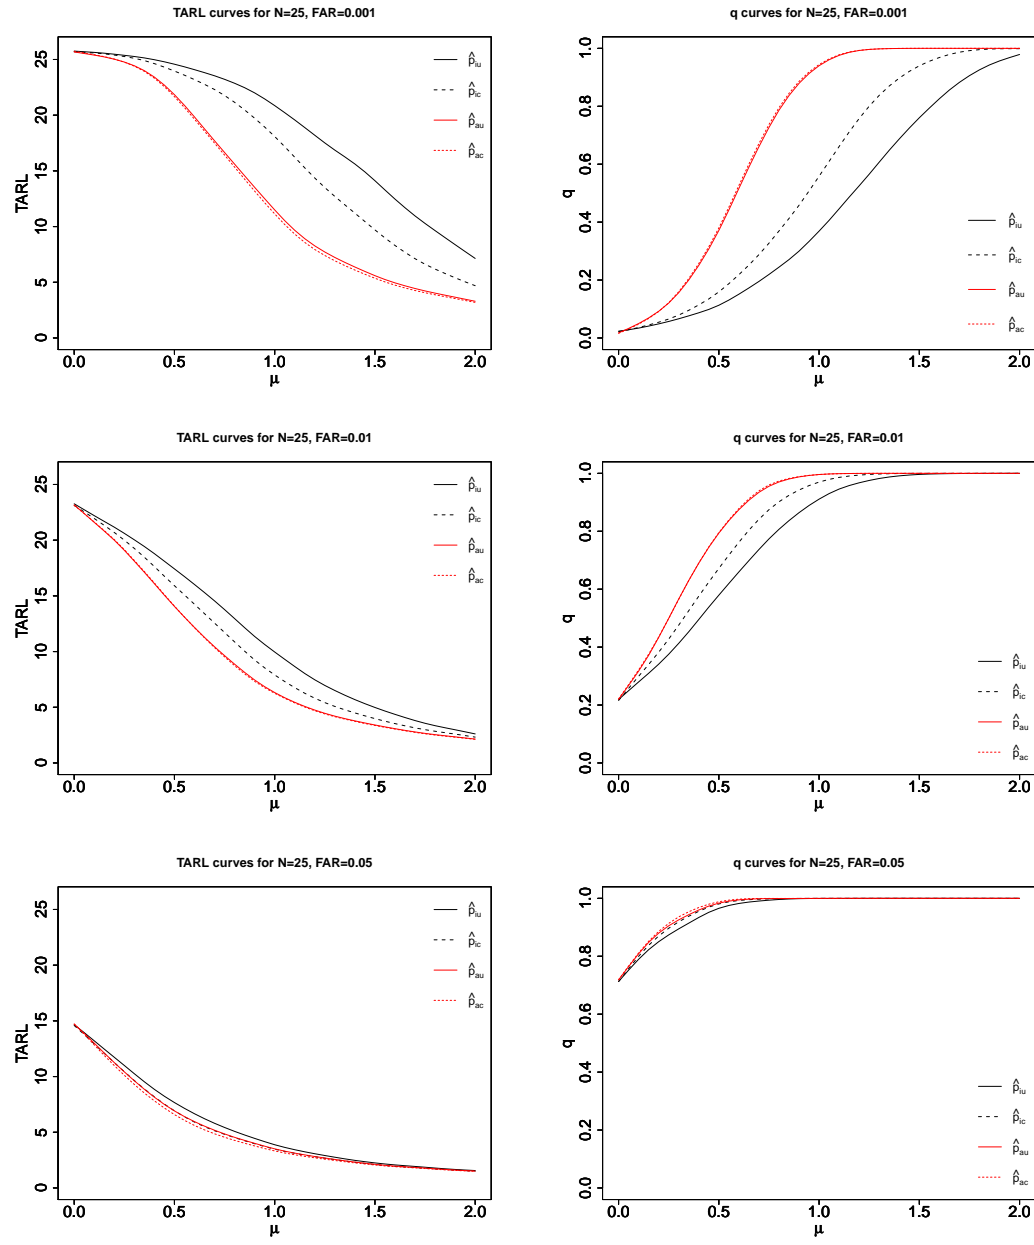 TARL curves for N=25, FAR=0.001
TARL
0 5 10 15 20 25
p̂iu
p̂ic
p̂au
p̂ac
0.0 0.5 1.0 1.5 2.0
μ
q curves for N=25, FAR=0.001
q
0.0 0.2 0.4 0.6 0.8 1.0
p̂iu
p̂ic
p̂au
p̂ac
0.0 0.5 1.0 1.5 2.0
μ
TARL curves for N=25, FAR=0.01
TARL
0 5 10 15 20 25
p̂iu
p̂ic
p̂au
p̂ac
0.0 0.5 1.0 1.5 2.0
μ
q curves for N=25, FAR=0.01
q
0.0 0.2 0.4 0.6 0.8 1.0
p̂iu
p̂ic
p̂au
p̂ac
0.0 0.5 1.0 1.5 2.0
μ
TARL curves for N=25, FAR=0.05
TARL
0 5 10 15 20 25
p̂iu
p̂ic
p̂au
p̂ac
0.0 0.5 1.0 1.5 2.0
μ
q curves for N=25, FAR=0.05
q
0.0 0.2 0.4 0.6 0.8 1.0
p̂iu
p̂ic
p̂au
p̂ac
0.0 0.5 1.0 1.5 2.0
μ